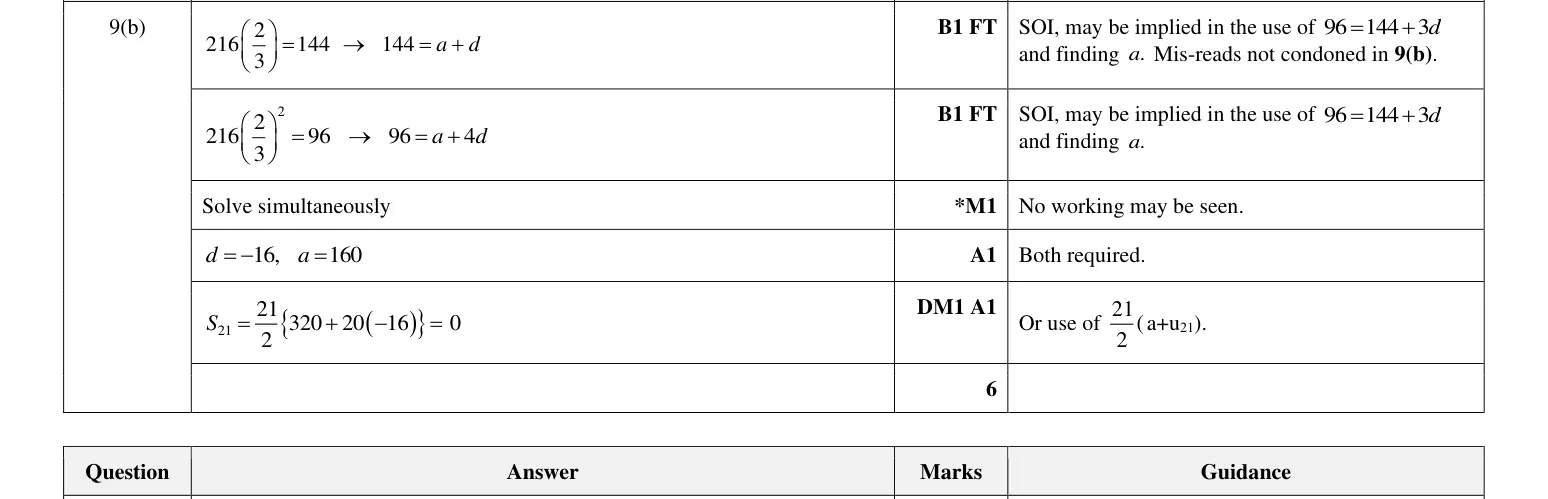 9(b)
216(2/3) = 144 → 144 = a + d
B1 FT
SOI, may be implied in the use of 96 = 144 + 3d
and finding a. Mis-reads not condoned in 9(b).
216(2/3)² = 96 → 96 = a + 4d
B1 FT
SOI, may be implied in the use of 96 = 144 + 3d
and finding a.
Solve simultaneously
*M1
No working may be seen.
d = −16, a = 160
A1
Both required.
S₂₁ = 21/2 {320 + 20(−16)} = 0
DM1 A1
Or use of 21/2 ( a+u₂₁).
6
Question Answer Marks Guidance